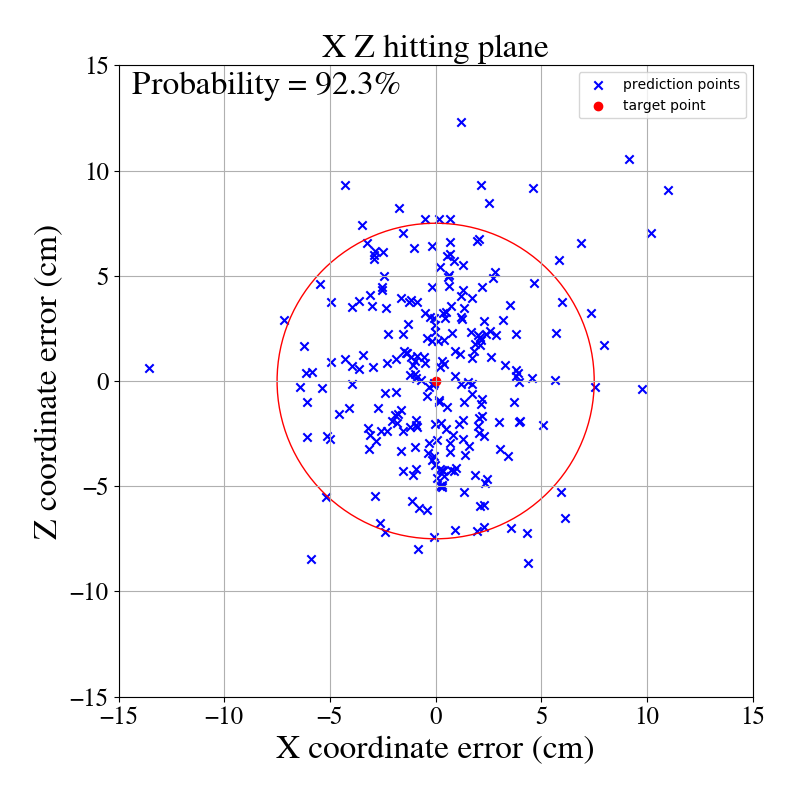 X Z hitting plane
Probability = 92.3%
prediction points
target point
15
10
5
0
−5
−10
−15
Z coordinate error (cm)
−15 −10 −5 0 5 10 15
X coordinate error (cm)